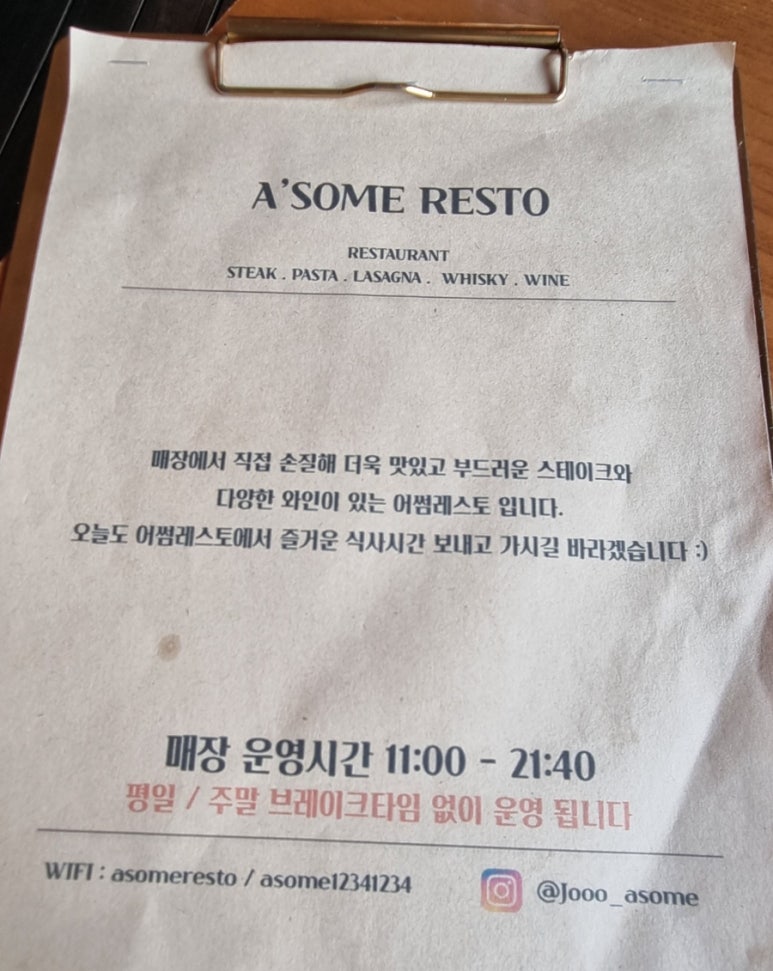 A'SOME RESTO
RESTAURANT
STEAK . PASTA . LASAGNA . WHISKY . WINE
매장에서 직접 손질해 더욱 맛있고 부드러운 스테이크와
다양한 와인이 있는 어썸레스토 입니다.
오늘도 어썸레스토에서 즐거운 식사시간 보내고 가시길 바라겠습니다 :)
매장 운영시간 11:00 - 21:40
평일 / 주말 브레이크타임 없이 운영 됩니다
WIFI : asomeresto / asome12341234
@Jooo_asome